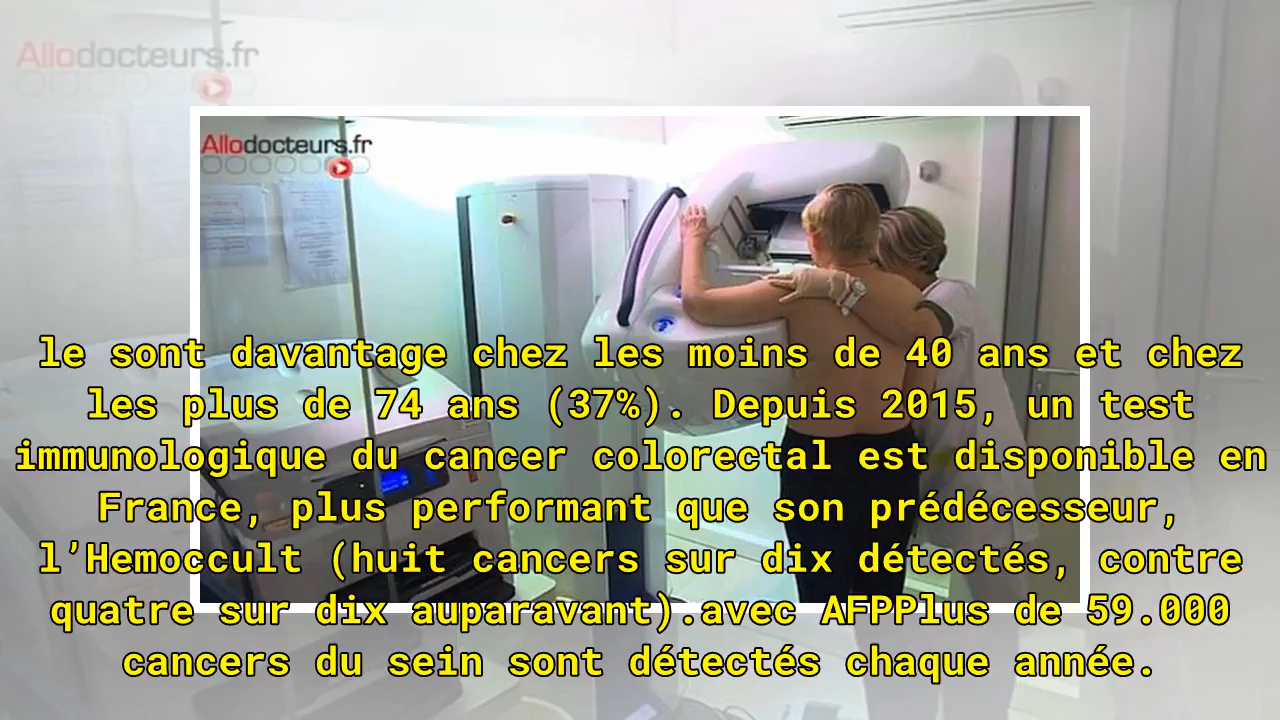 Allodocteurs.fr
Allodocteurs.fr
le sont davantage chez les moins de 40 ans et chez
les plus de 74 ans (37%). Depuis 2015, un test
immunologique du cancer colorectal est disponible en
France, plus performant que son prédécesseur,
l’Hemoccult (huit cancers sur dix détectés, contre
quatre sur dix auparavant).avec AFPPlus de 59.000
cancers du sein sont détectés chaque année.